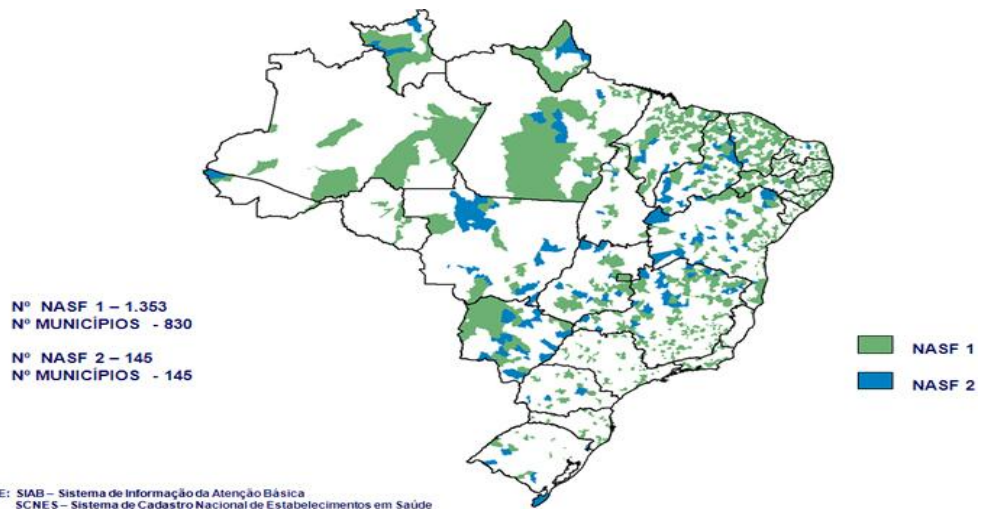 Nº NASF 1 – 1.353
Nº MUNICÍPIOS - 830
Nº NASF 2 – 145
Nº MUNICÍPIOS - 145
NASF 1
NASF 2
E: SIAB – Sistema de Informação da Atenção Básica
SCNES – Sistema de Cadastro Nacional de Estabelecimentos em Saúde